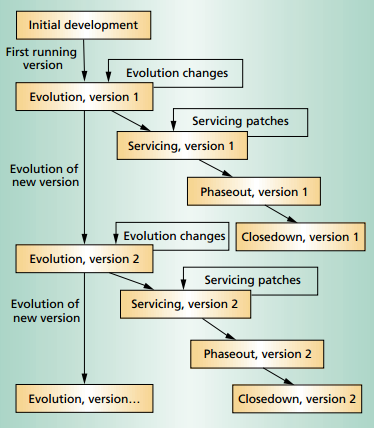 Initial development
First running
version
Evolution changes
Evolution, version 1
Servicing patches
Servicing, version 1
Evolution of
new version
Phaseout, version 1
Closedown, version 1
Evolution changes
Evolution, version 2
Servicing patches
Evolution of
new version
Servicing, version 2
Phaseout, version 2
Evolution, version...
Closedown, version 2